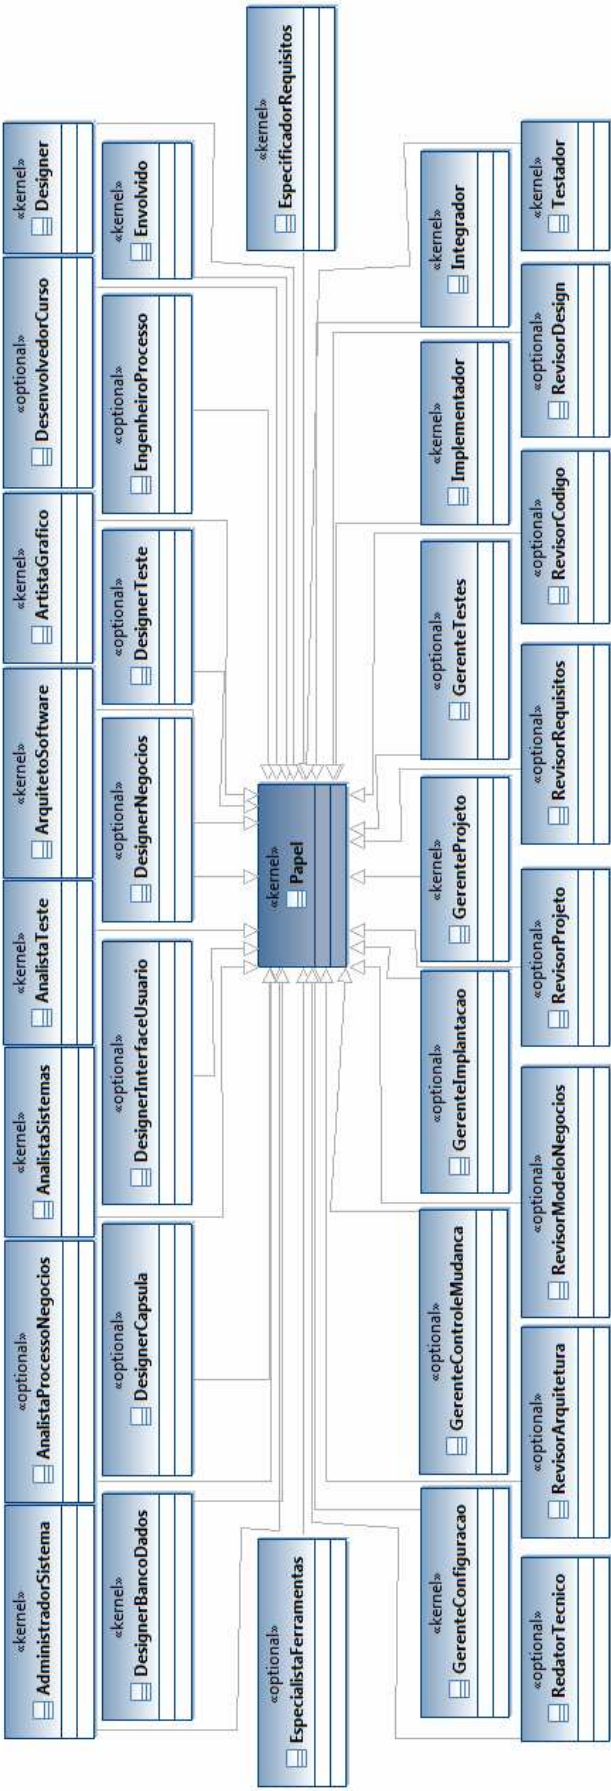 «kernel»
AdministradorSistema
«optional»
AnalistaProcessoNegocios
«kernel»
AnalistaSistemas
«kernel»
AnalistaTeste
«kernel»
ArquitetoSoftware
«kernel»
ArtistaGrafico
«optional»
DesenvolvedorCurso
«kernel»
Designer
«kernel»
DesignerBancoDados
«optional»
DesignerCapsula
«optional»
DesignerInterfaceUsuario
«optional»
DesignerNegocios
«optional»
DesignerTeste
«optional»
EngenheiroProcesso
«kernel»
Envolvido
«optional»
EspecialistaFerramentas
«kernel»
Papel
«kernel»
EspecificadorRequisitos
«kernel»
GerenteConfiguracao
«optional»
GerenteControleMudanca
«optional»
GerenteImplantacao
«kernel»
GerenteProjeto
«optional»
GerenteTestes
«kernel»
Implementador
«kernel»
Integrador
«optional»
RedatorTecnico
«optional»
RevisorArquitetura
«optional»
RevisorModeloNegocios
«optional»
RevisorProjeto
«optional»
RevisorRequisitos
«optional»
RevisorCodigo
«optional»
RevisorDesign
«kernel»
Testador